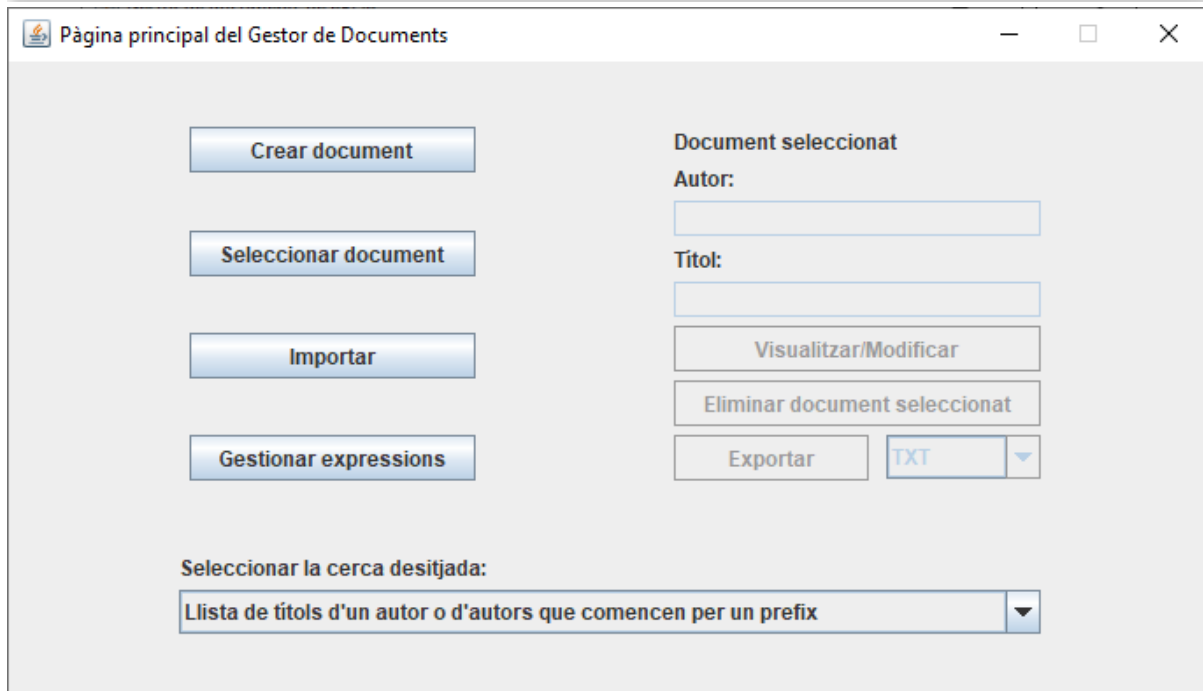 Pàgina principal del Gestor de Documents
Crear document
Seleccionar document
Importar
Gestionar expressions
Document seleccionat
Autor:
Títol:
Visualitzar/Modificar
Eliminar document seleccionat
Exportar
TXT
Seleccionar la cerca desitjada:
Llista de títols d'un autor o d'autors que comencen per un prefix